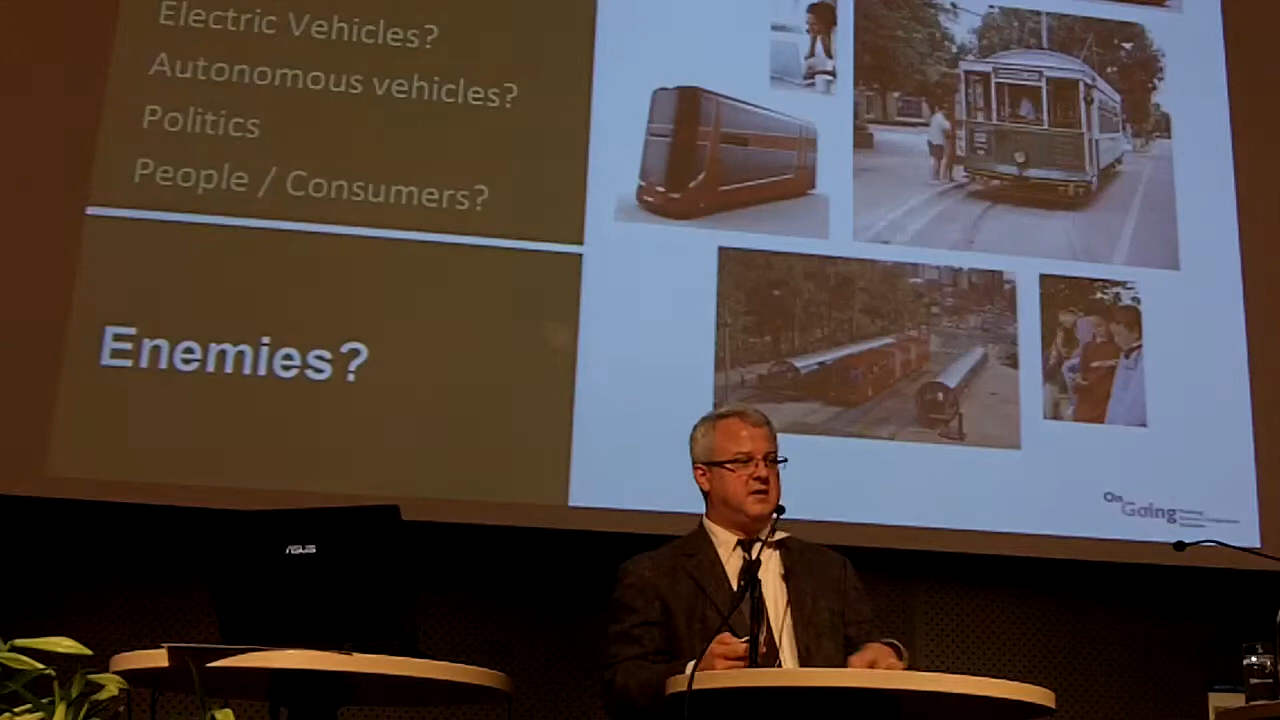 Electric Vehicles?
Autonomous vehicles?
Politics
People / Consumers?
Enemies?
On
Going
ASUS